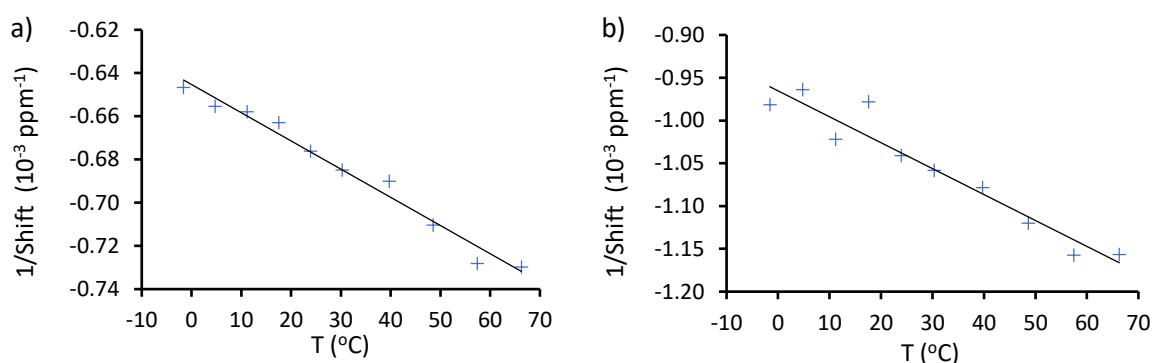 a)
-0.62
-0.64
-0.66
-0.68
-0.70
-0.72
-0.74
1/Shift (10⁻³ ppm⁻¹)
-10 0 10 20 30 40 50 60 70
T (ᵒC)
b)
-0.90
-0.95
-1.00
-1.05
-1.10
-1.15
-1.20
1/Shift (10⁻³ ppm⁻¹)
-10 0 10 20 30 40 50 60 70
T (ᵒC)